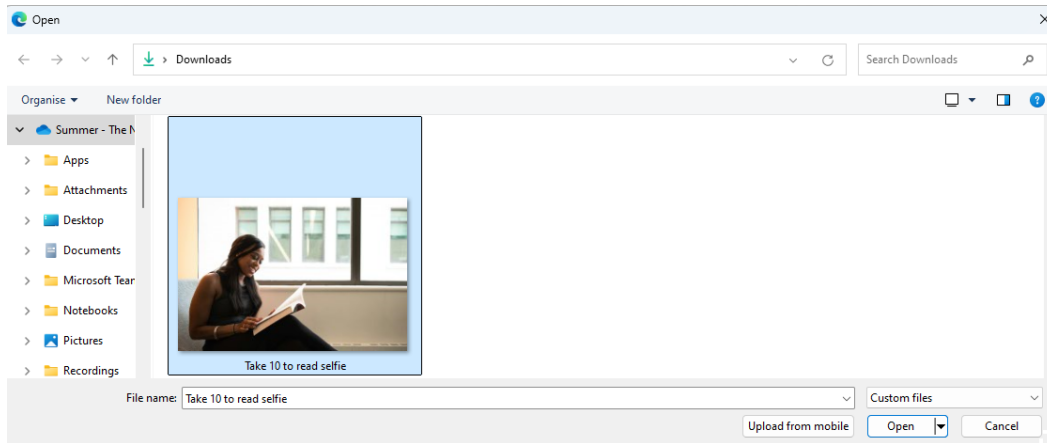 Open
Downloads
Search Downloads
Organise
New folder
Summer - The N
Apps
Attachments
Desktop
Documents
Microsoft Tear
Notebooks
Pictures
Recordings
Take 10 to read selfie
File name: Take 10 to read selfie
Custom files
Upload from mobile
Open
Cancel